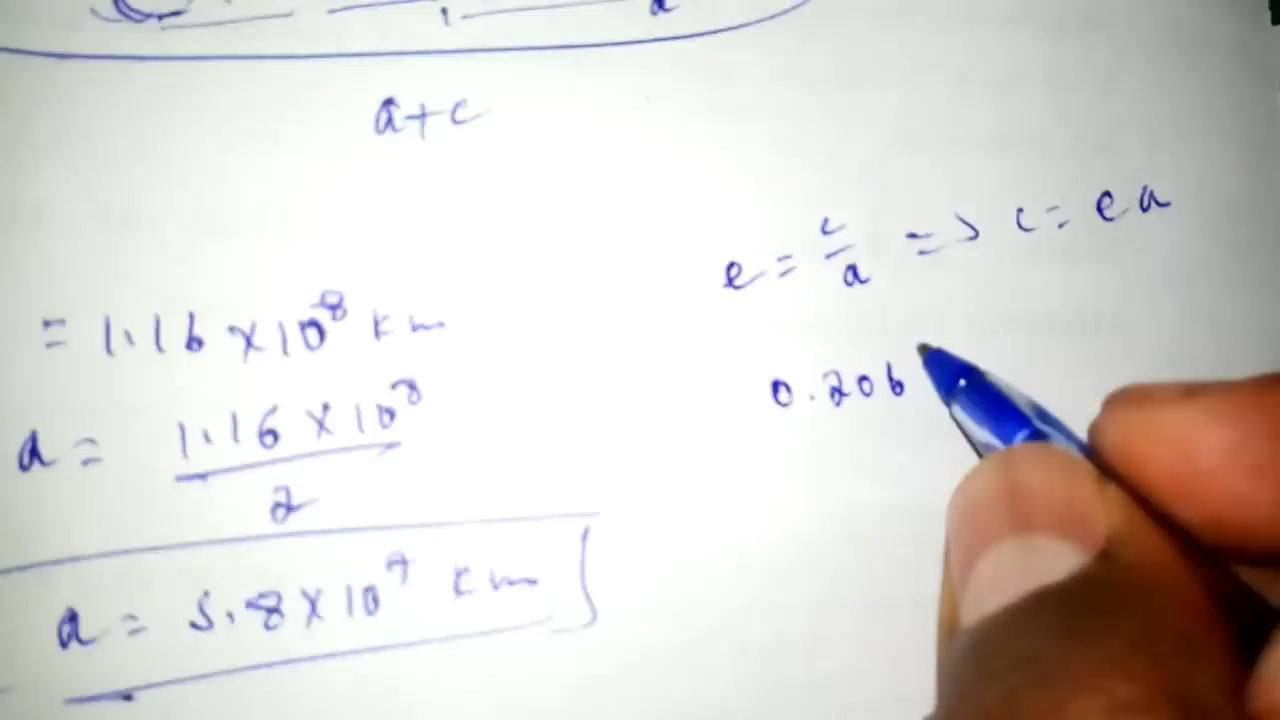 a+c
e = c/a => c = ea
= 1.16 × 10^8 km
0.206
a = 1.16 × 10^8 / 2
a = 5.8 × 10^7 km